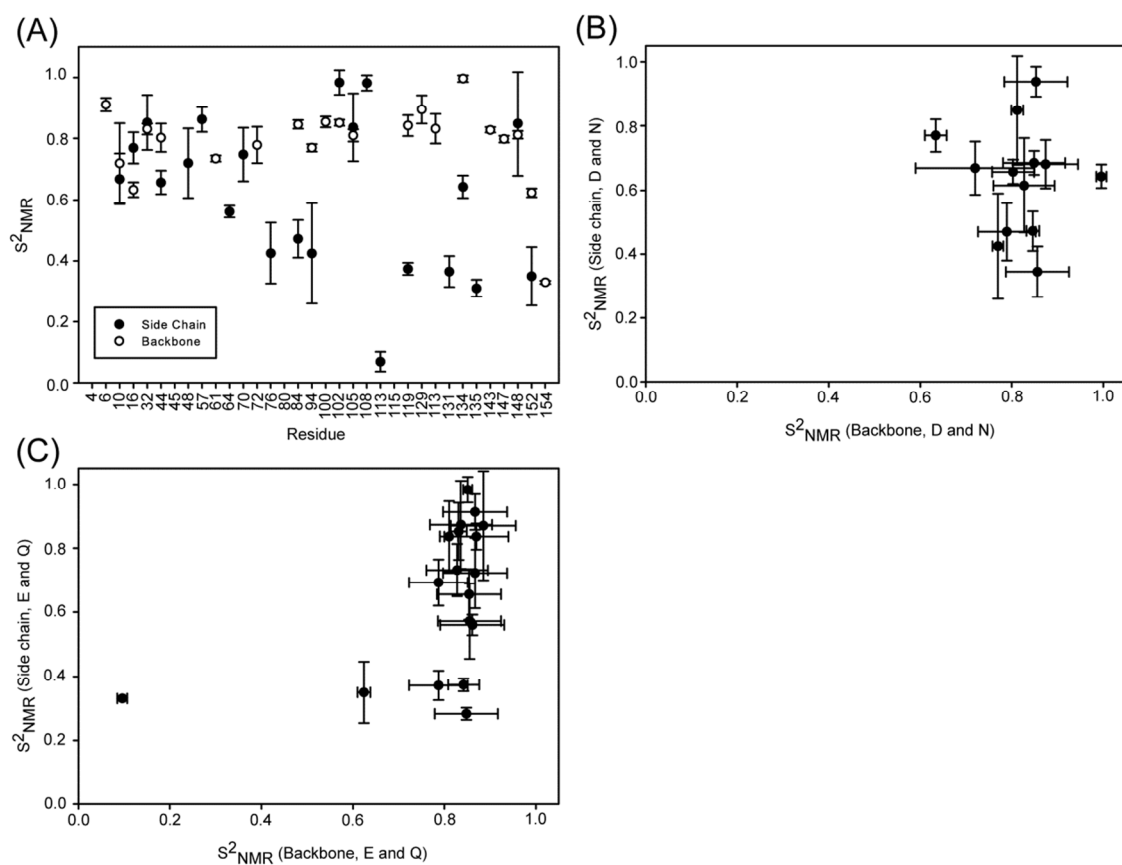 (A)
S²NMR
1.0
0.8
0.6
0.4
0.2
0.0
Side Chain
Backbone
4 6 10 16 32 44 45 48 57 61 64 70 72 76 80 84 94 100 102 105 108 113 115 119 129 113 131 134 135 143 147 148 152 154
Residue
(B)
S²NMR (Side chain, D and N)
1.0
0.8
0.6
0.4
0.2
0.0
0.0 0.2 0.4 0.6 0.8 1.0
S²NMR (Backbone, D and N)
(C)
S²NMR (Side chain, E and Q)
1.0
0.8
0.6
0.4
0.2
0.0
0.0 0.2 0.4 0.6 0.8 1.0
S²NMR (Backbone, E and Q)